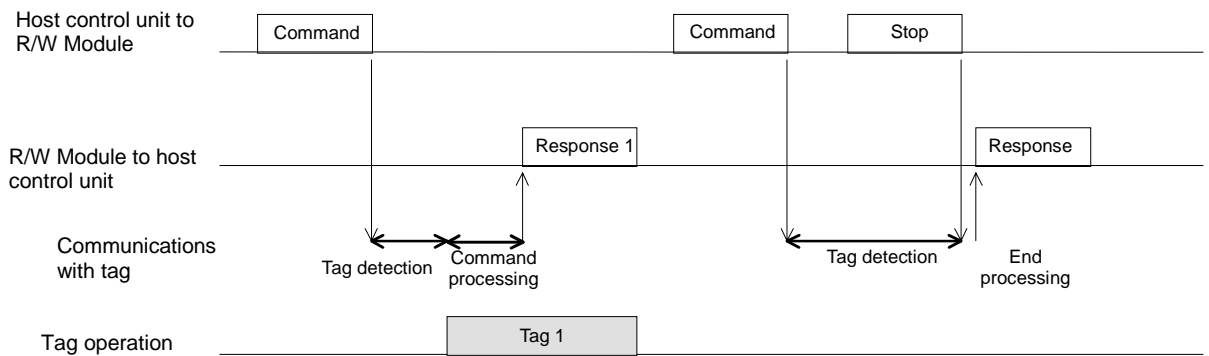 Host control unit to
R/W Module
Command
Command
Stop
R/W Module to host
control unit
Response 1
Response
Communications
with tag
Tag detection
Command
processing
Tag detection
End
processing
Tag operation
Tag 1